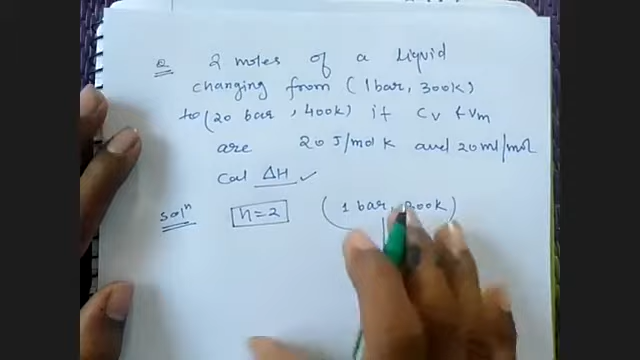 Q. 2 moles of a liquid
changing from (1 bar, 300K)
to (20 bar, 400K) if Cv & Vm
are 20 J/mol K and 20 ml/mol
Cal ΔH ✓
Solⁿ n=2 (1 bar, 300K)